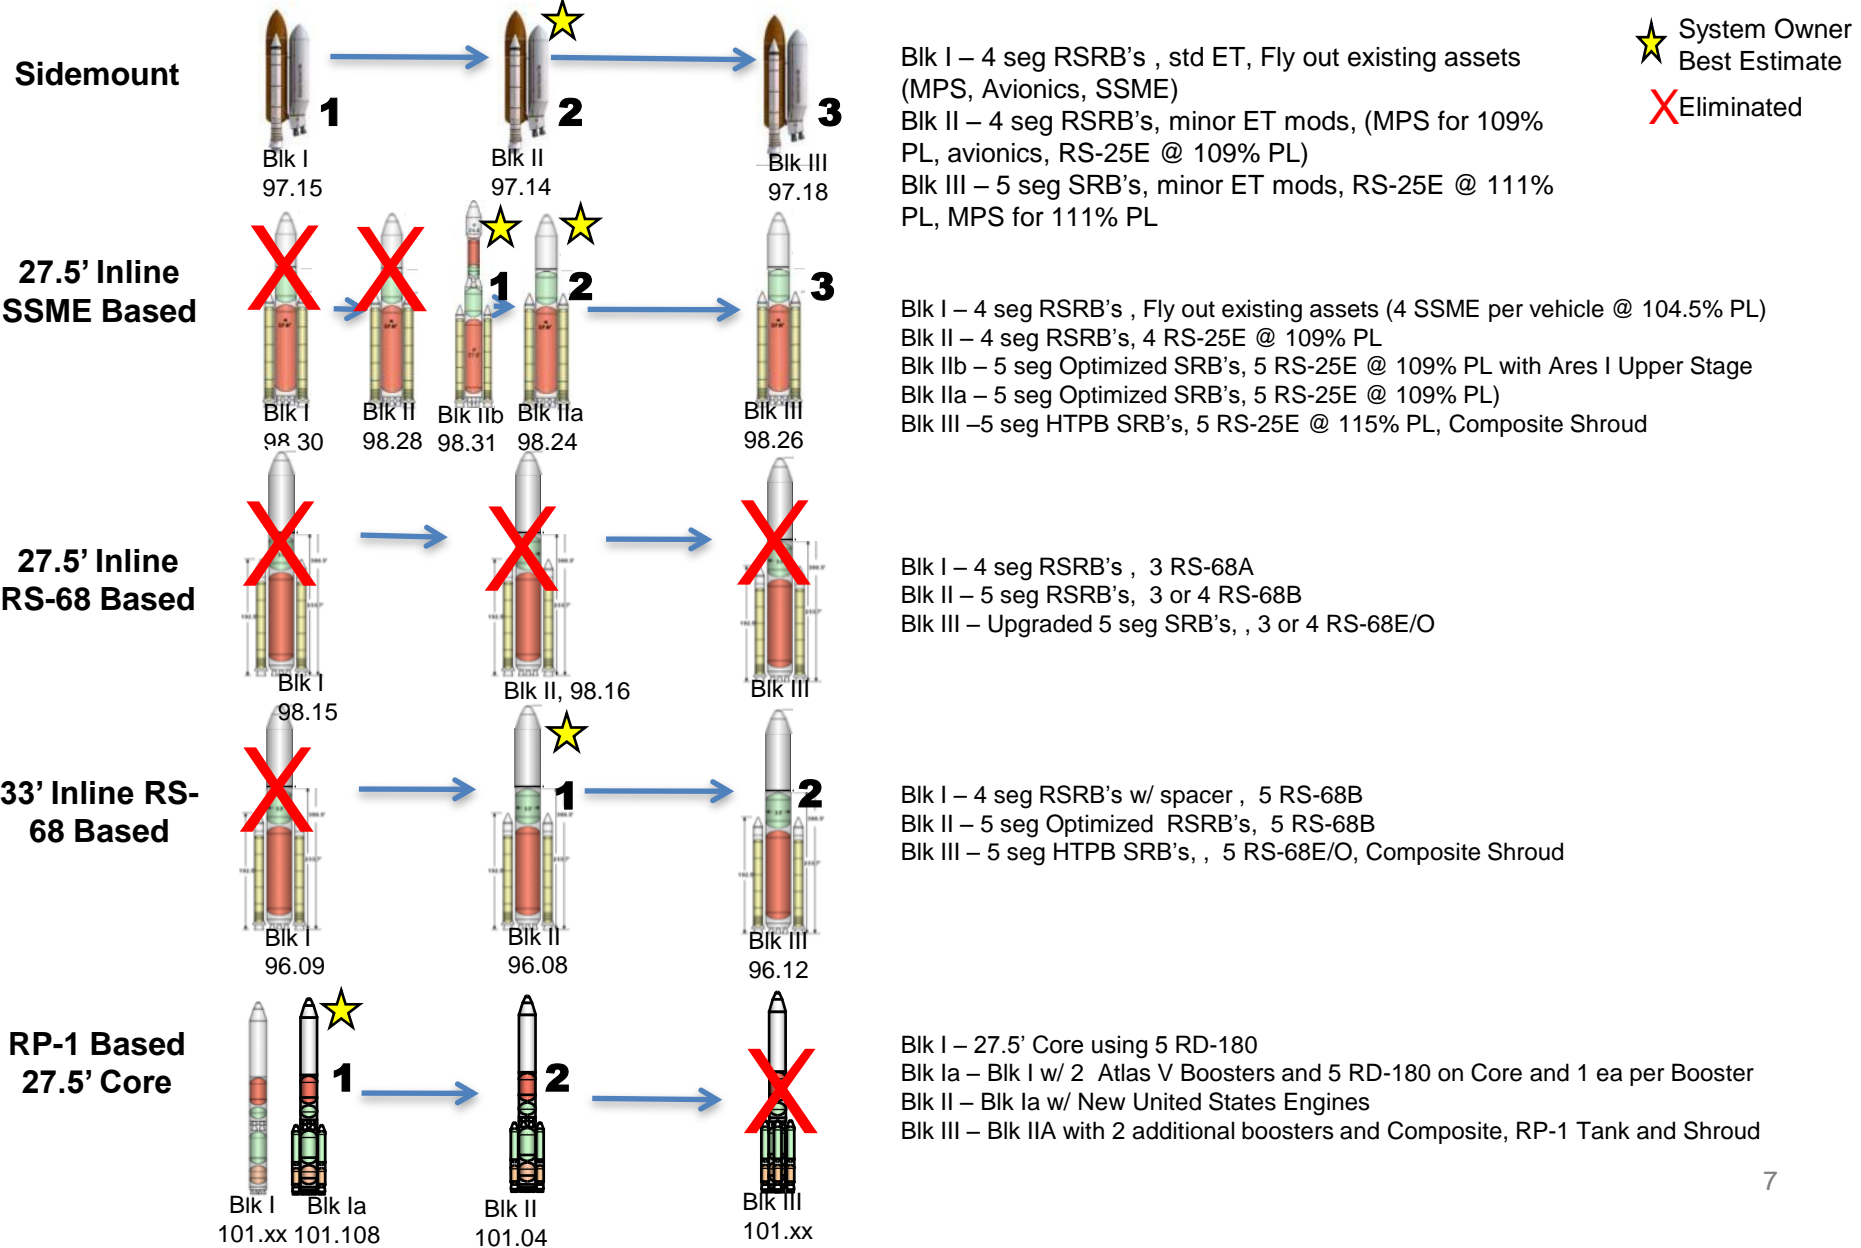 System Owner
Best Estimate
Eliminated
Sidemount
1
2
3
Blk I
97.15
Blk II
97.14
Blk III
97.18
Blk I – 4 seg RSRB's , std ET, Fly out existing assets
(MPS, Avionics, SSME)
Blk II – 4 seg RSRB's, minor ET mods, (MPS for 109%
PL, avionics, RS-25E @ 109% PL)
Blk III – 5 seg SRB's, minor ET mods, RS-25E @ 111%
PL, MPS for 111% PL
27.5' Inline
SSME Based
1
2
3
Blk I
98.30
Blk II
98.28
Blk IIb
98.31
Blk IIa
98.24
Blk III
98.26
Blk I – 4 seg RSRB's , Fly out existing assets (4 SSME per vehicle @ 104.5% PL)
Blk II – 4 seg RSRB's, 4 RS-25E @ 109% PL
Blk IIb – 5 seg Optimized SRB's, 5 RS-25E @ 109% PL with Ares I Upper Stage
Blk IIa – 5 seg Optimized SRB's, 5 RS-25E @ 109% PL)
Blk III –5 seg HTPB SRB's, 5 RS-25E @ 115% PL, Composite Shroud
27.5' Inline
RS-68 Based
Blk I
98.15
Blk II, 98.16
Blk III
Blk I – 4 seg RSRB's , 3 RS-68A
Blk II – 5 seg RSRB's, 3 or 4 RS-68B
Blk III – Upgraded 5 seg SRB's, , 3 or 4 RS-68E/O
33' Inline RS-
68 Based
1
2
Blk I
96.09
Blk II
96.08
Blk III
96.12
Blk I – 4 seg RSRB's w/ spacer , 5 RS-68B
Blk II – 5 seg Optimized RSRB's, 5 RS-68B
Blk III – 5 seg HTPB SRB's, , 5 RS-68E/O, Composite Shroud
RP-1 Based
27.5' Core
1
2
Blk I
101.xx
Blk Ia
101.108
Blk II
101.04
Blk III
101.xx
Blk I – 27.5' Core using 5 RD-180
Blk Ia – Blk I w/ 2 Atlas V Boosters and 5 RD-180 on Core and 1 ea per Booster
Blk II – Blk Ia w/ New United States Engines
Blk III – Blk IIA with 2 additional boosters and Composite, RP-1 Tank and Shroud
7